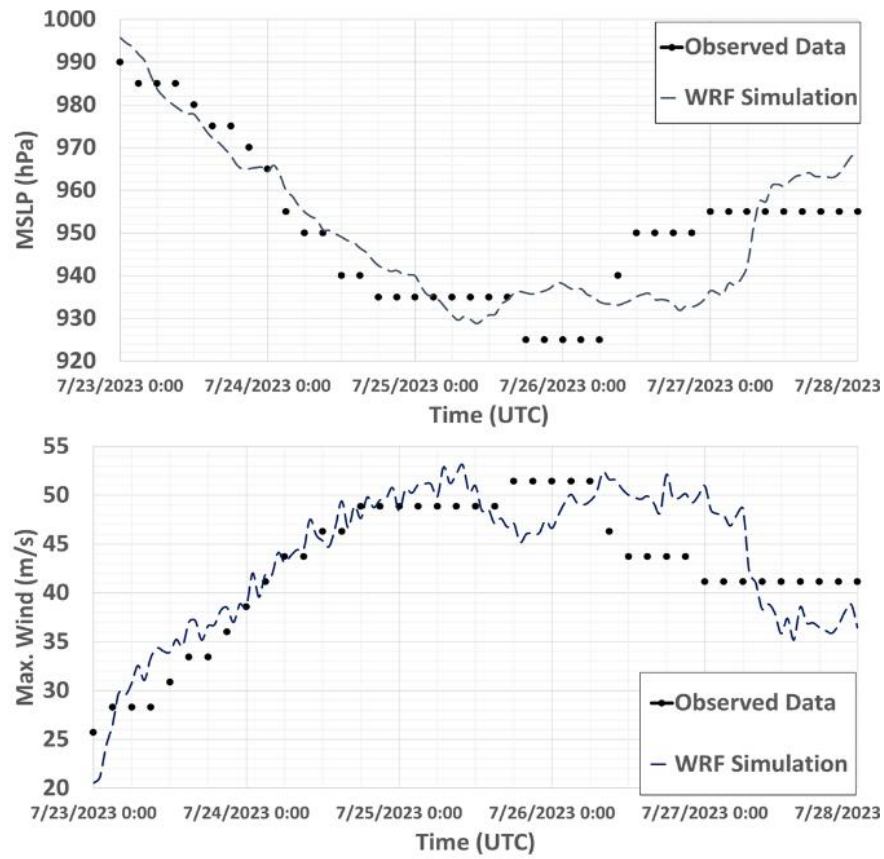 1000
990
980
970
960
950
940
930
920
MSLP (hPa)
Observed Data
WRF Simulation
7/23/2023 0:00 7/24/2023 0:00 7/25/2023 0:00 7/26/2023 0:00 7/27/2023 0:00 7/28/2023
Time (UTC)
55
50
45
40
35
30
25
20
Max. Wind (m/s)
Observed Data
WRF Simulation
7/23/2023 0:00 7/24/2023 0:00 7/25/2023 0:00 7/26/2023 0:00 7/27/2023 0:00 7/28/2023
Time (UTC)